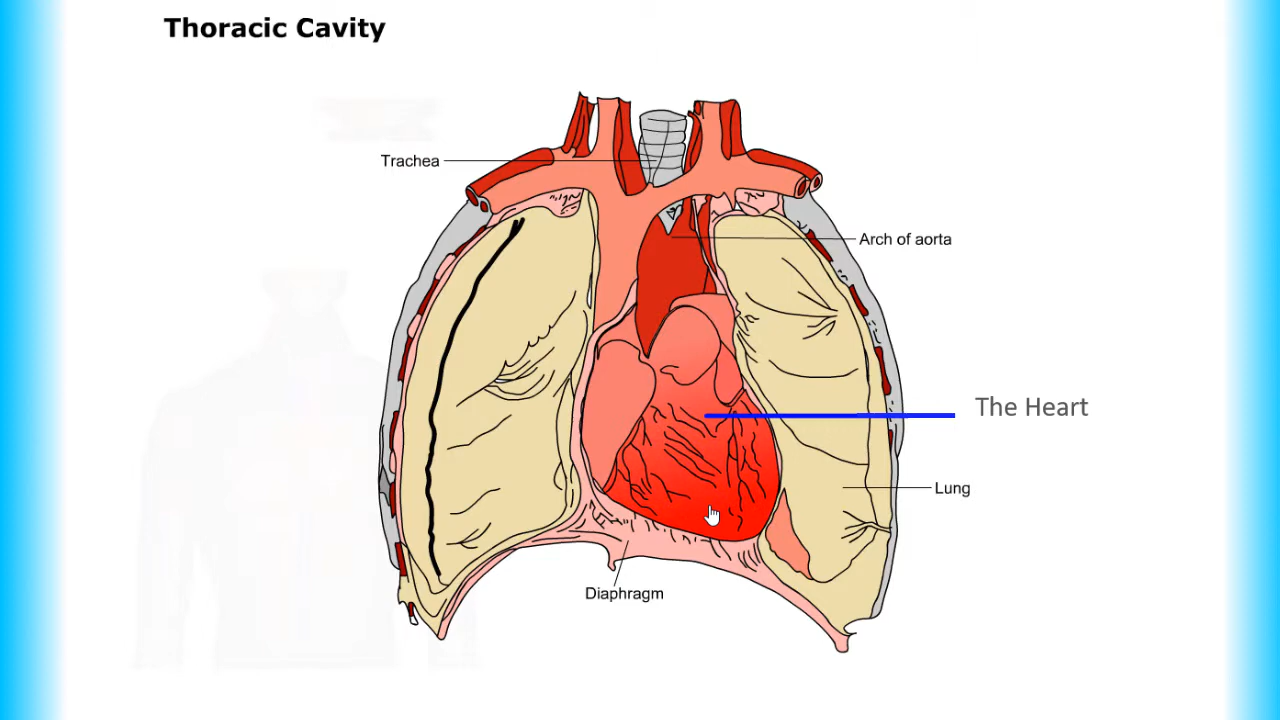 Thoracic Cavity
Trachea
Arch of aorta
The Heart
Lung
Diaphragm